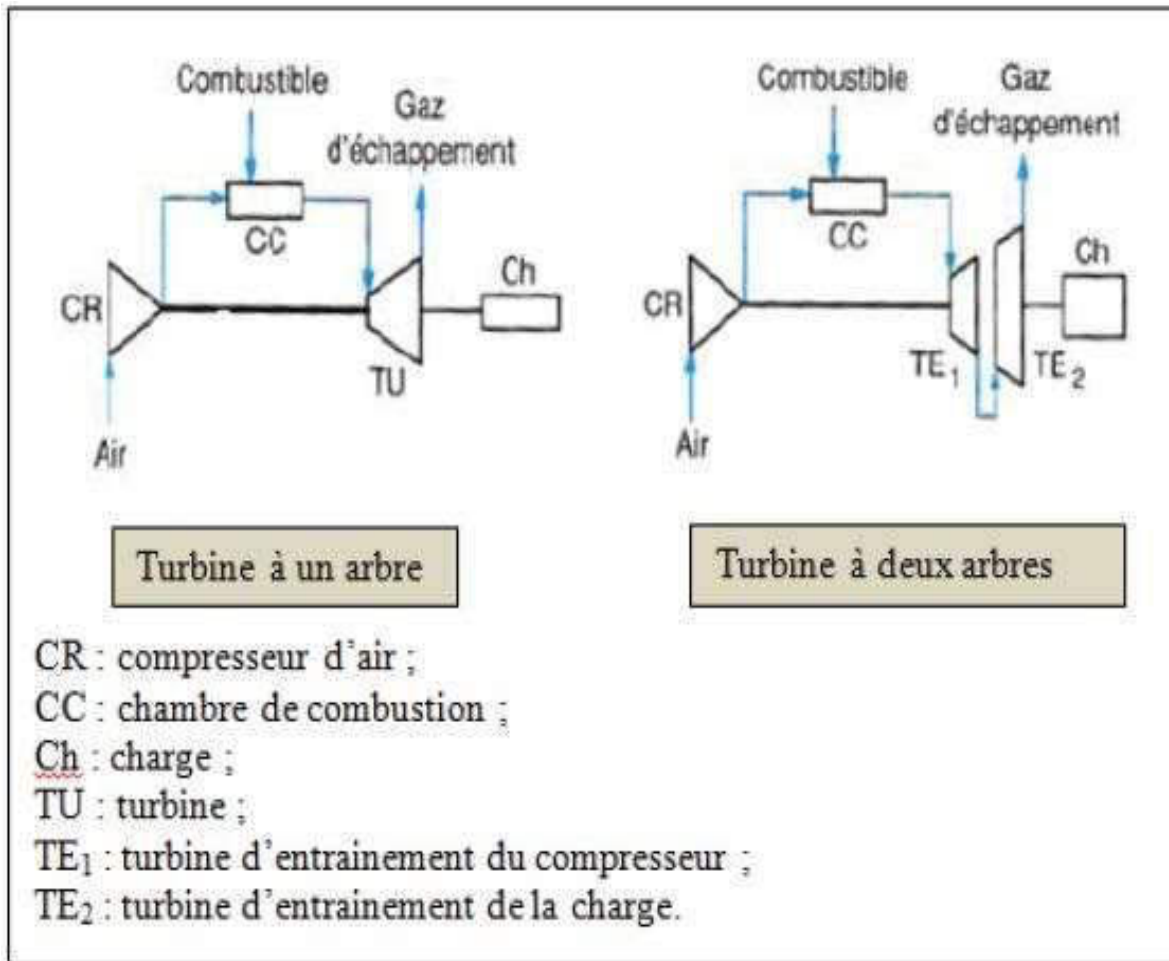 Combustible
Gaz
d'échappement
CC
CR
Ch
TU
Air
Combustible
Gaz
d'échappement
CC
Ch
CR
TE1
TE2
Air
Turbine à un arbre
Turbine à deux arbres
CR : compresseur d'air ;
CC : chambre de combustion ;
Ch : charge ;
TU : turbine ;
TE1 : turbine d'entrainement du compresseur ;
TE2 : turbine d'entrainement de la charge.